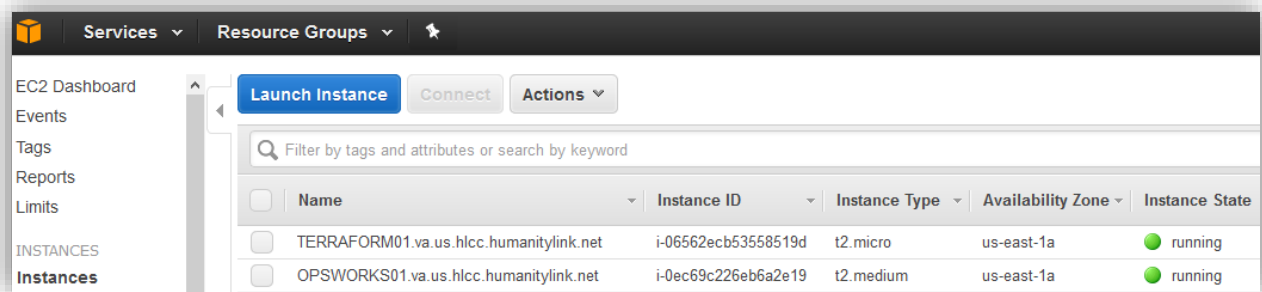 Services Resource Groups
EC2 Dashboard
Events
Tags
Reports
Limits
INSTANCES
Instances
Launch Instance Connect Actions
Filter by tags and attributes or search by keyword
Name Instance ID Instance Type Availability Zone Instance State
TERRAFORM01.va.us.hlcc.humanitylink.net i-06562ecb53558519d t2.micro us-east-1a running
OPSWORKS01.va.us.hlcc.humanitylink.net i-0ec69c226eb6a2e19 t2.medium us-east-1a running